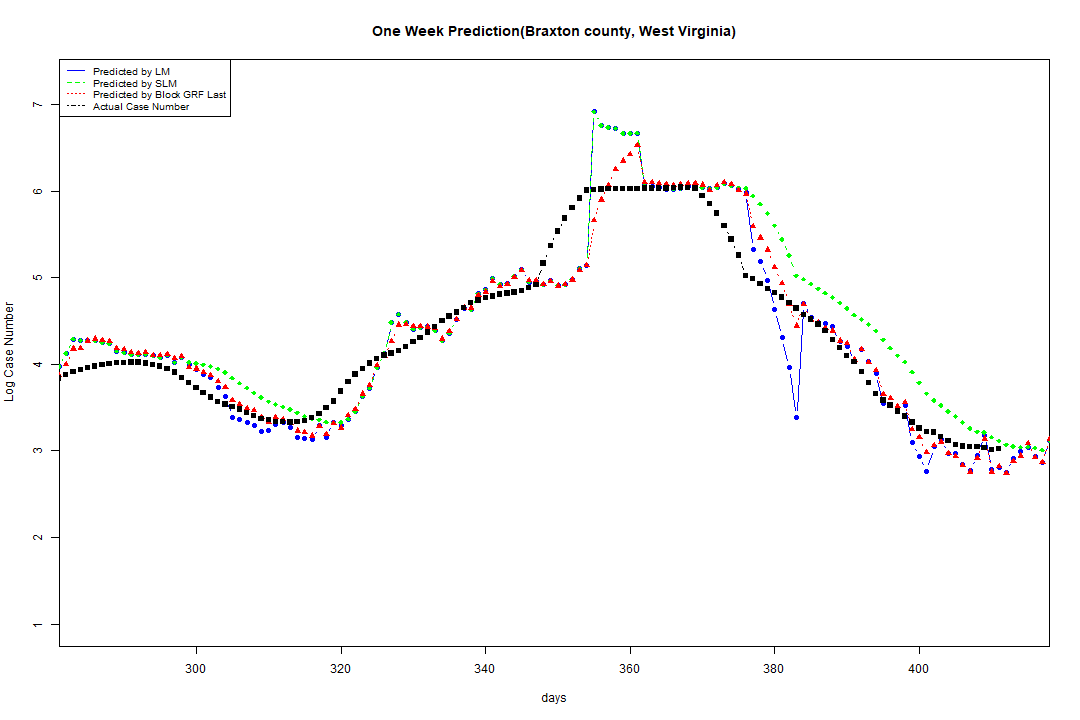 One Week Prediction(Braxton county, West Virginia)
Predicted by LM
Predicted by SLM
Predicted by Block GRF Last
Actual Case Number
7
6
5
4
3
2
1
Log Case Number
300 320 340 360 380 400
days